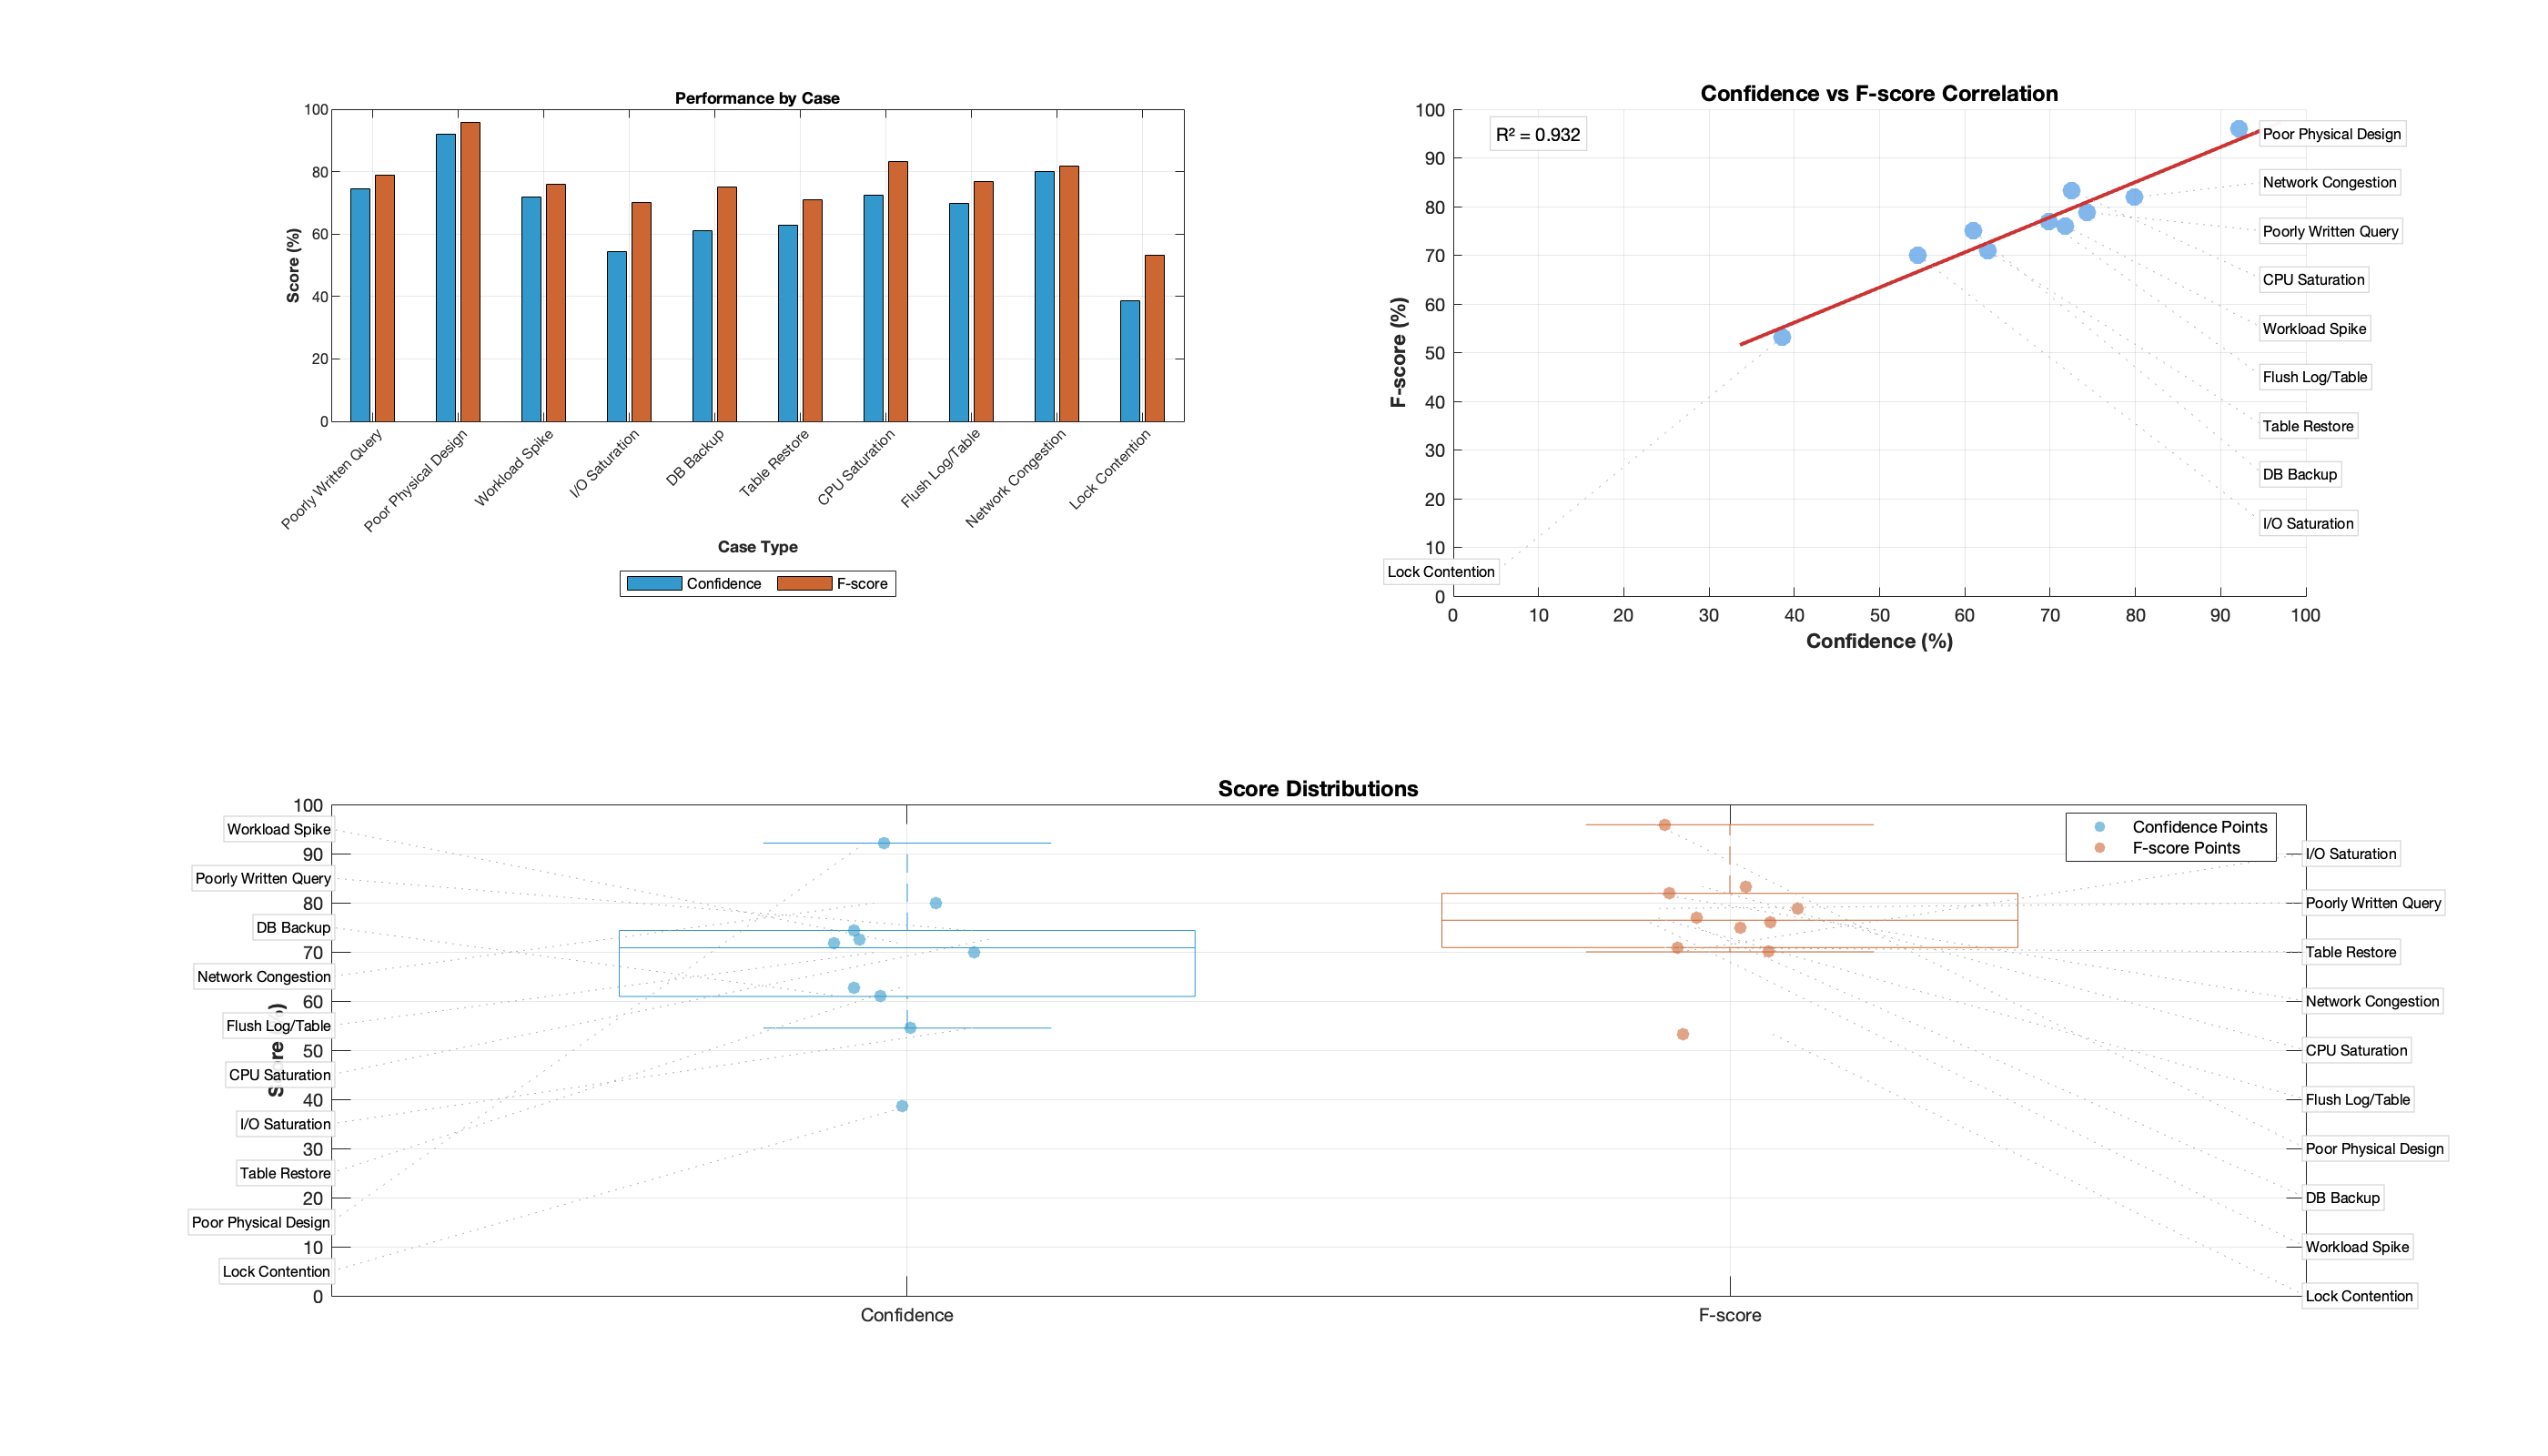 Performance by Case
100
80
60
40
20
0
Score (%)
Poorly Written Query
Poor Physical Design
Workload Spike
I/O Saturation
DB Backup
Table Restore
CPU Saturation
Flush Log/Table
Network Congestion
Lock Contention
Case Type
Confidence
F-score
Confidence vs F-score Correlation
R² = 0.932
100
90
80
70
60
50
40
30
20
10
0
F-score (%)
Poor Physical Design
Network Congestion
Poorly Written Query
CPU Saturation
Workload Spike
Flush Log/Table
Table Restore
DB Backup
I/O Saturation
Lock Contention
0 10 20 30 40 50 60 70 80 90 100
Confidence (%)
Score Distributions
100
90
80
70
60
50
40
30
20
10
0
Workload Spike
Poorly Written Query
DB Backup
Network Congestion
Flush Log/Table
CPU Saturation
I/O Saturation
Table Restore
Poor Physical Design
Lock Contention
Confidence Points
F-score Points
I/O Saturation
Poorly Written Query
Table Restore
Network Congestion
CPU Saturation
Flush Log/Table
Poor Physical Design
DB Backup
Workload Spike
Lock Contention
Confidence
F-score